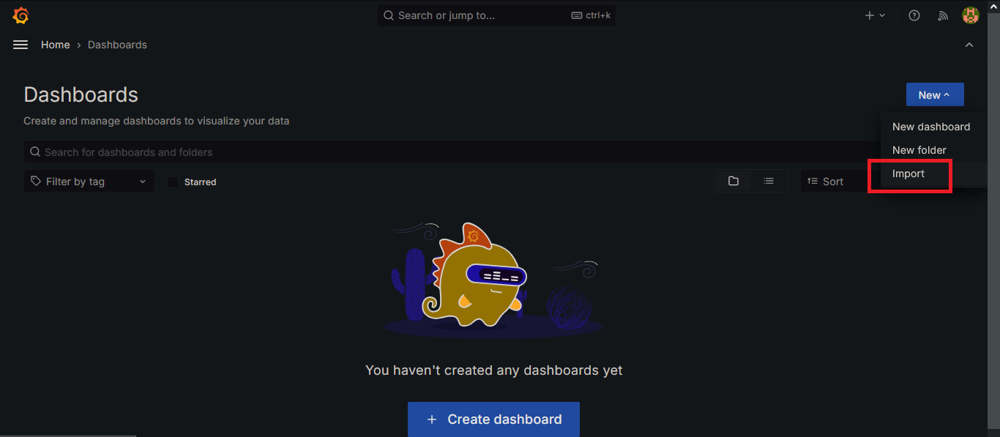 Search or jump to... ctrl+k
Home › Dashboards
Dashboards
New
Create and manage dashboards to visualize your data
New dashboard
New folder
Import
Search for dashboards and folders
Filter by tag
Starred
Sort
You haven't created any dashboards yet
+ Create dashboard